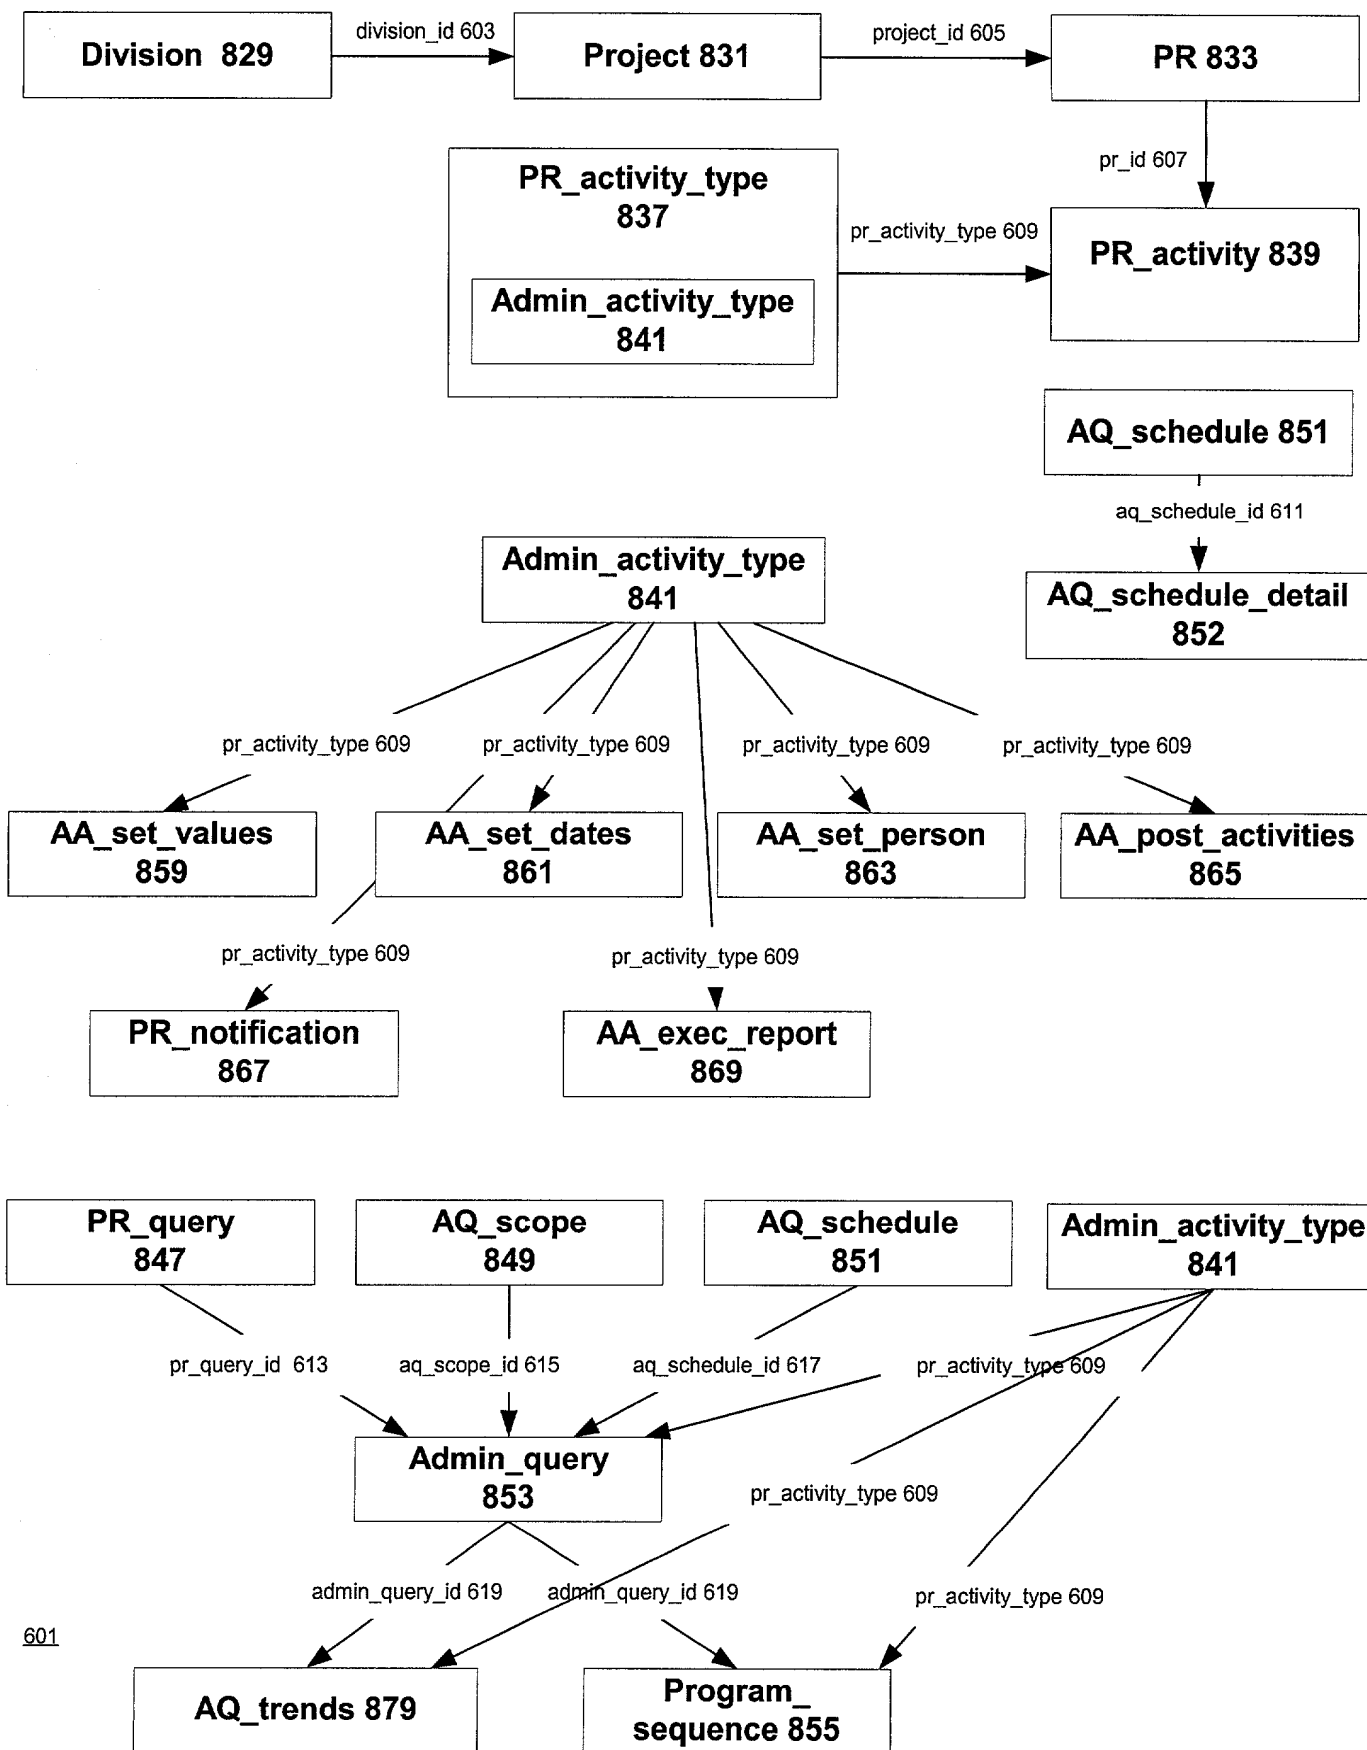 Division 829
division_id 603
Project 831
project_id 605
PR 833
pr_id 607
PR_activity_type
837
pr_activity_type 609
PR_activity 839
Admin_activity_type
841
AQ_schedule 851
aq_schedule_id 611
AQ_schedule_detail
852
Admin_activity_type
841
pr_activity_type 609
pr_activity_type 609
pr_activity_type 609
pr_activity_type 609
AA_set_values
859
AA_set_dates
861
AA_set_person
863
AA_post_activities
865
pr_activity_type 609
pr_activity_type 609
PR_notification
867
AA_exec_report
869
PR_query
847
AQ_scope
849
AQ_schedule
851
Admin_activity_type
841
pr_query_id 613
aq_scope_id 615
aq_schedule_id 617
pr_activity_type 609
Admin_query
853
pr_activity_type 609
admin_query_id 619
admin_query_id 619
pr_activity_type 609
601
AQ_trends 879
Program_
sequence 855